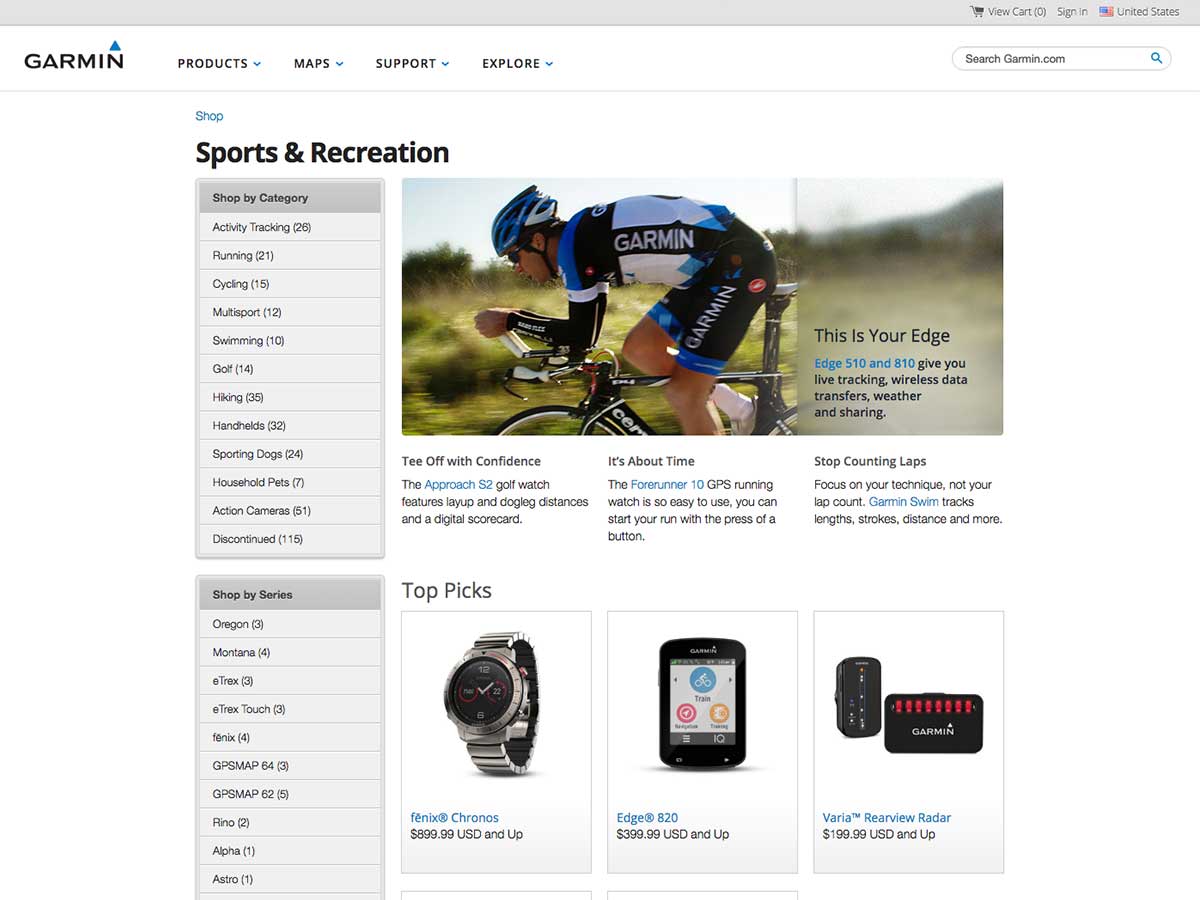 View Cart (0) Sign In United States
GARMIN
PRODUCTS MAPS SUPPORT EXPLORE
Search Garmin.com
Shop
Sports & Recreation
Shop by Category
Activity Tracking (26)
Running (21)
Cycling (15)
Multisport (12)
Swimming (10)
Golf (14)
Hiking (35)
Handhelds (32)
Sporting Dogs (24)
Household Pets (7)
Action Cameras (51)
Discontinued (115)
Shop by Series
Oregon (3)
Montana (4)
eTrex (3)
eTrex Touch (3)
fēnix (4)
GPSMAP 64 (3)
GPSMAP 62 (5)
Rino (2)
Alpha (1)
Astro (1)
GARMIN
GARMIN
This Is Your Edge
Edge 510 and 810 give you
live tracking, wireless data
transfers, weather
and sharing.
Tee Off with Confidence
The Approach S2 golf watch
features layup and dogleg distances
and a digital scorecard.
It's About Time
The Forerunner 10 GPS running
watch is so easy to use, you can
start your run with the press of a
button.
Stop Counting Laps
Focus on your technique, not your
lap count. Garmin Swim tracks
lengths, strokes, distance and more.
Top Picks
12
22
fēnix® Chronos
$899.99 USD and Up
GARMIN
Train
Navigation Training
IQ
Edge® 820
$399.99 USD and Up
GARMIN
Varia™ Rearview Radar
$199.99 USD and Up